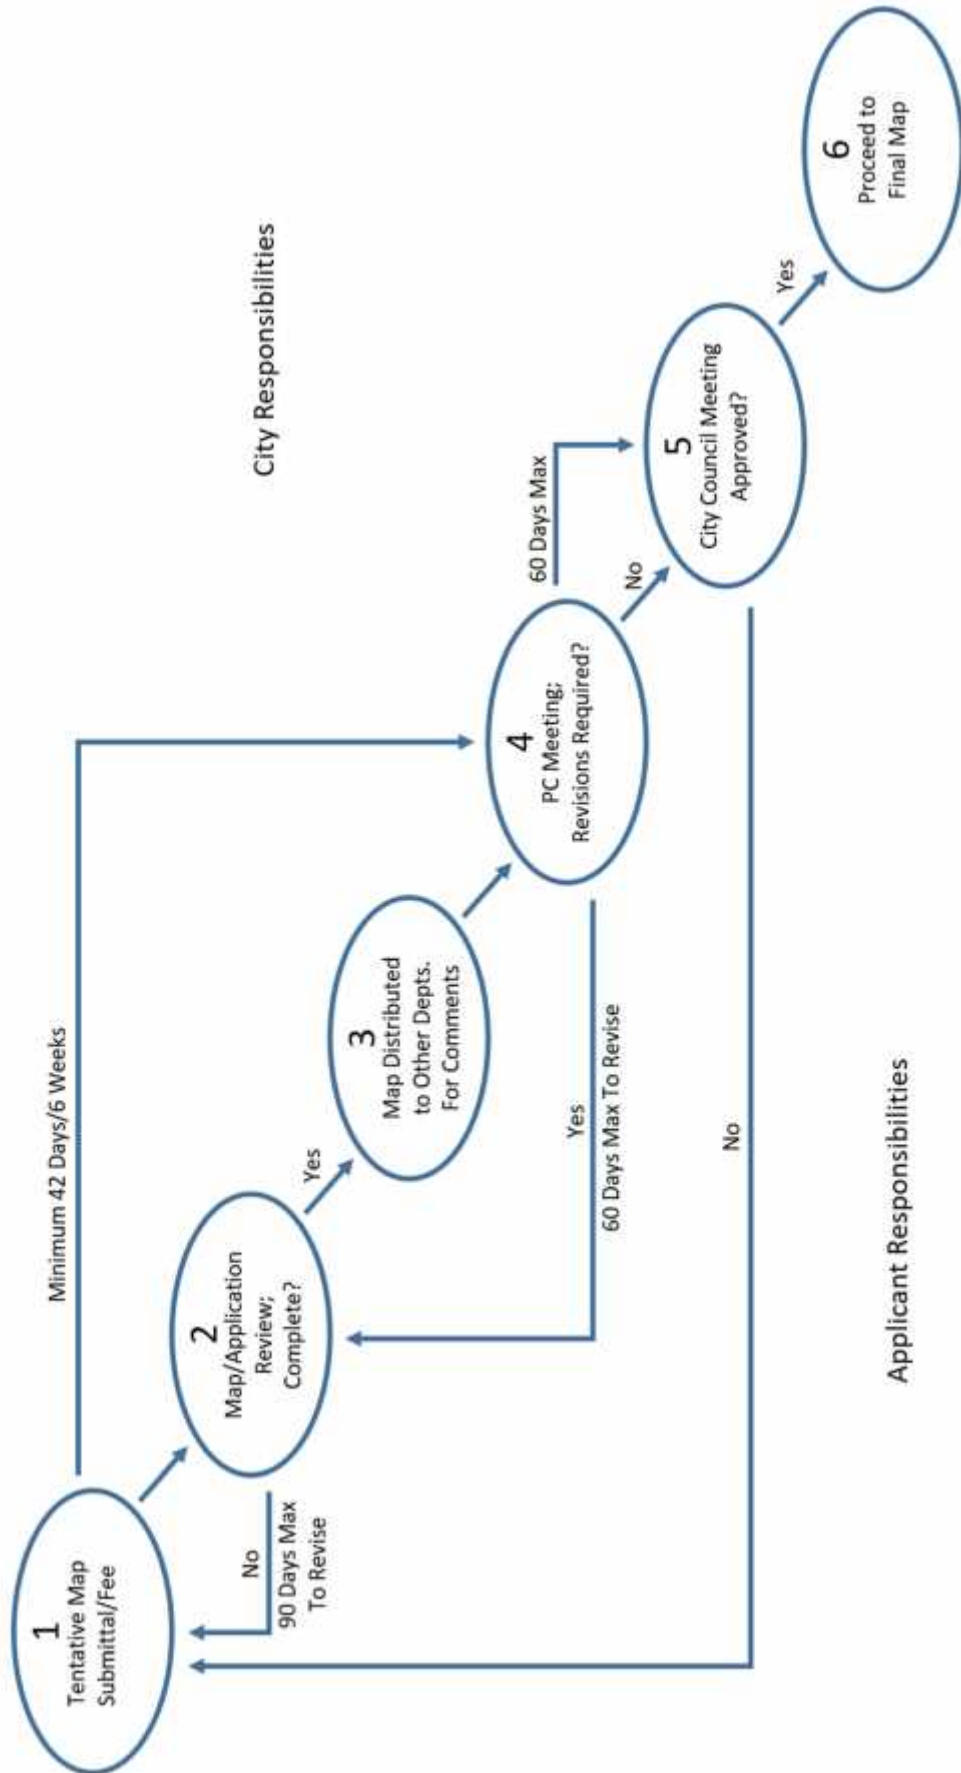 1
Tentative Map
Submittal/Fee
Minimum 42 Days/6 Weeks
No
90 Days Max
To Revise
2
Map/Application
Review;
Complete?
Yes
3
Map Distributed
to Other Depts.
For Comments
4
PC Meeting;
Revisions Required?
Yes
60 Days Max To Revise
60 Days Max
No
5
City Council Meeting
Approved?
No
Yes
6
Proceed to
Final Map
City Responsibilities
Applicant Responsibilities